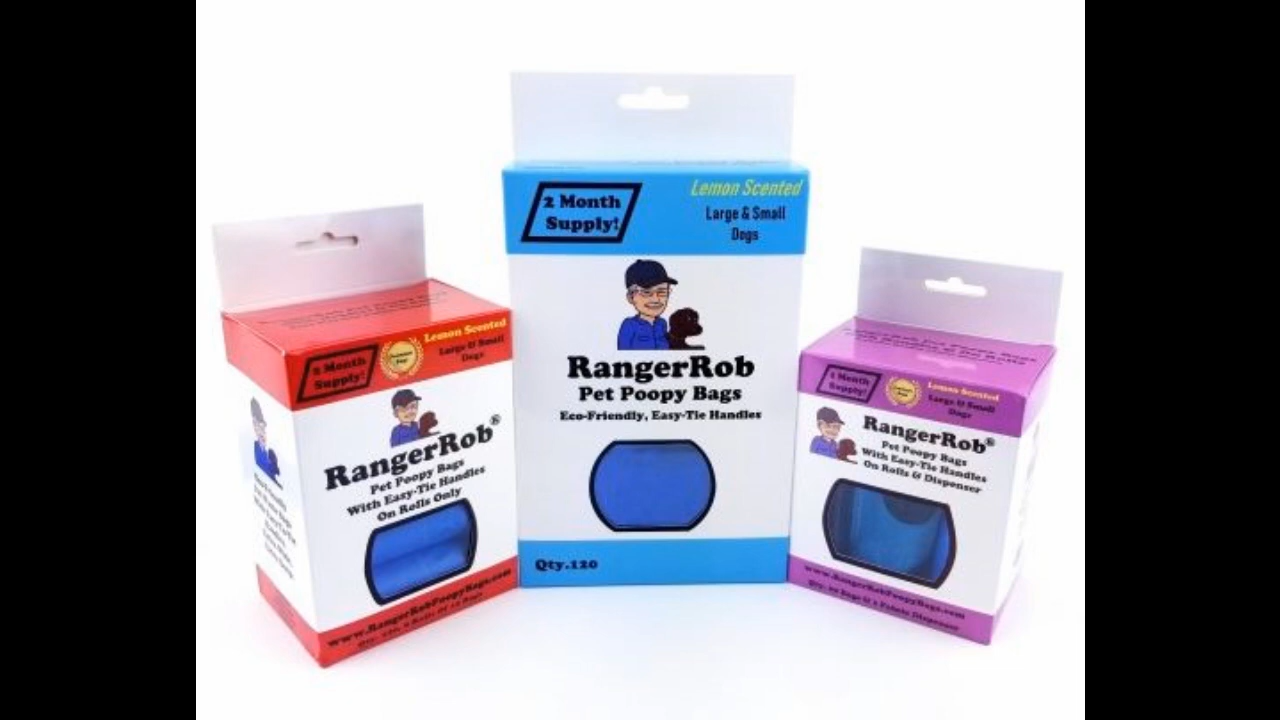 2 Month
Supply!
Lemon Scented
Large & Small
Dogs
RangerRob®
Pet Poopy Bags
With Easy-Tie Handles
On Rolls Only
www.RangerRobPoopyBags.com
2 Month
Supply!
Lemon Scented
Large & Small
Dogs
RangerRob
Pet Poopy Bags
Eco-Friendly, Easy-Tie Handles
Qty.120
1 Month
Supply!
Lemon Scented
Large & Small
Dogs
RangerRob®
Pet Poopy Bags
With Easy-Tie Handles
On Rolls & Dispenser
www.RangerRobPoopyBags.com